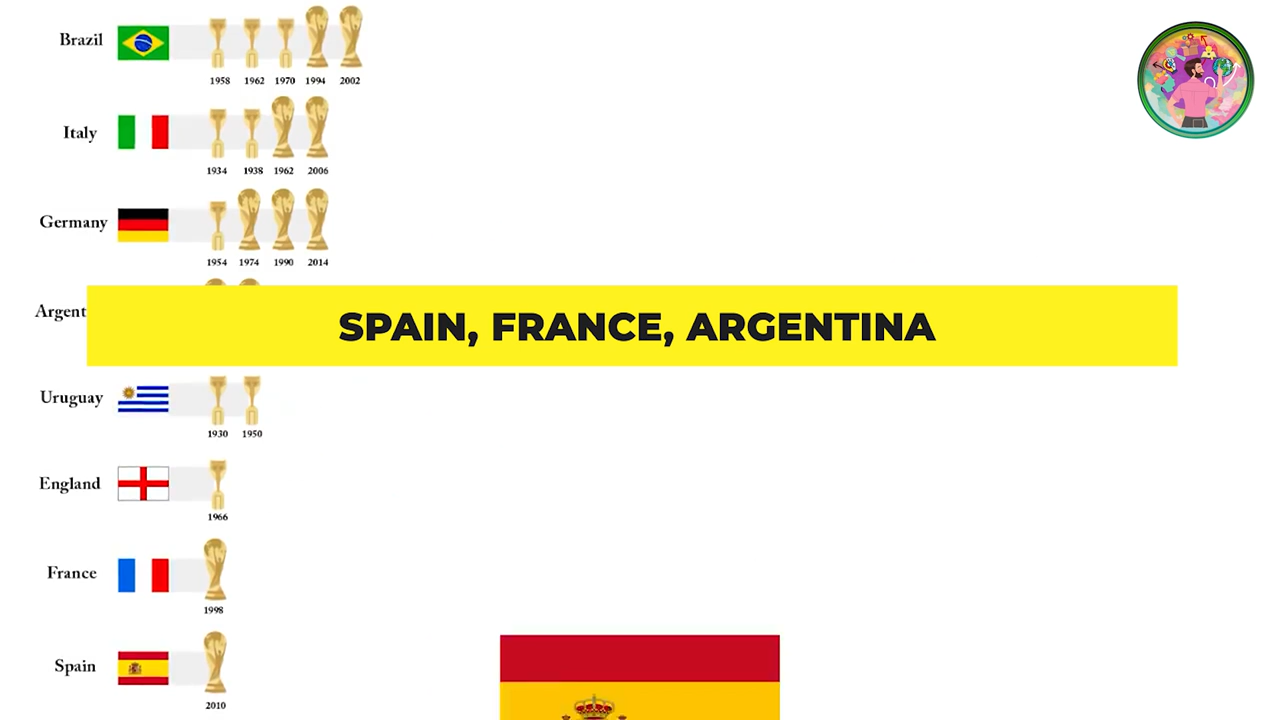 Brazil
1958 1962 1970 1994 2002
Italy
1934 1938 1962 2006
Germany
1954 1974 1990 2014
Argent
SPAIN, FRANCE, ARGENTINA
Uruguay
1930 1950
England
1966
France
1998
Spain
2010